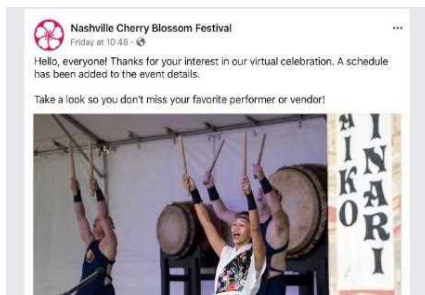 Nashville Cherry Blossom Festival
Friday at 10:48 ·
Hello, everyone! Thanks for your interest in our virtual celebration. A schedule
has been added to the event details.
Take a look so you don't miss your favorite performer or vendor!
AIKO
INARI